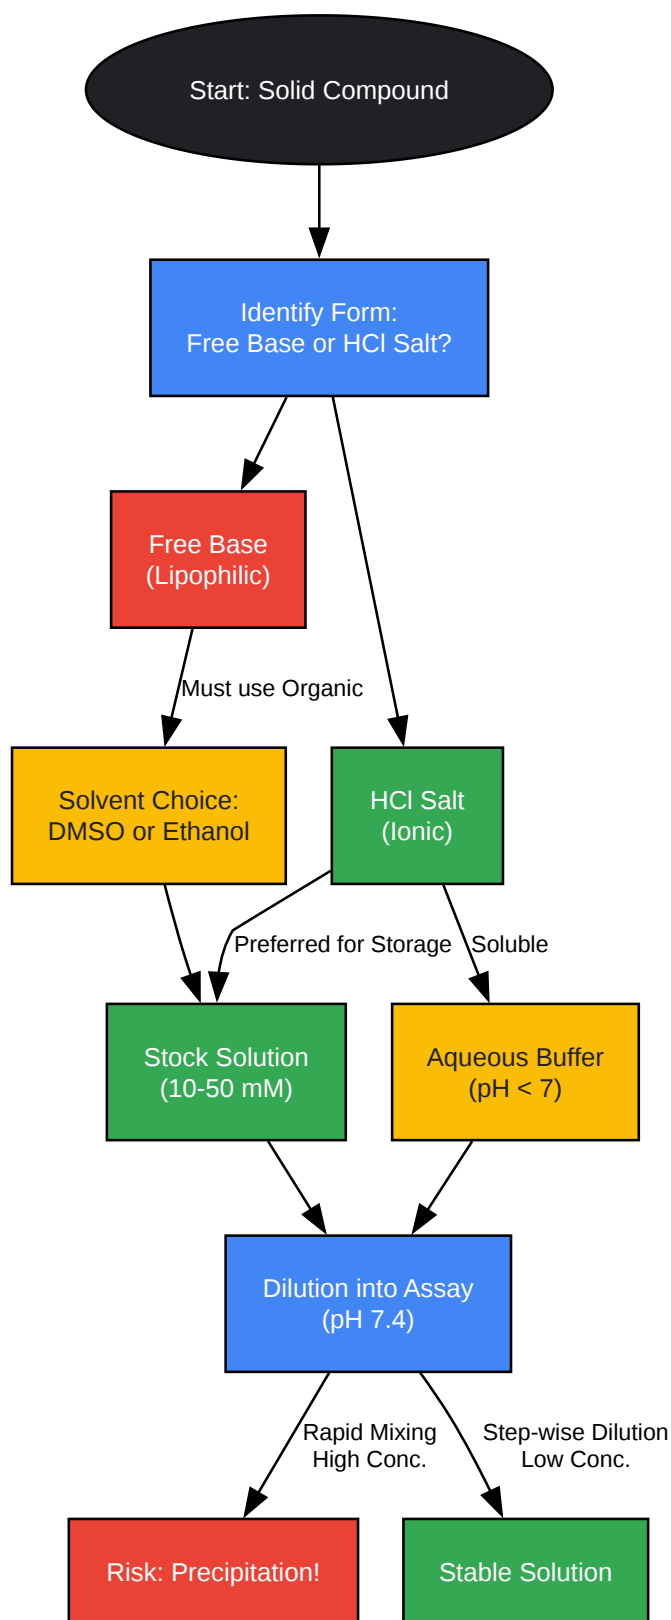 Start: Solid Compound
Identify Form:
Free Base or HCl Salt?
Free Base
(Lipophilic)
Must use Organic
Solvent Choice:
DMSO or Ethanol
HCl Salt
(Ionic)
Preferred for Storage
Soluble
Stock Solution
(10-50 mM)
Aqueous Buffer
(pH < 7)
Dilution into Assay
(pH 7.4)
Rapid Mixing
High Conc.
Step-wise Dilution
Low Conc.
Risk: Precipitation!
Stable Solution